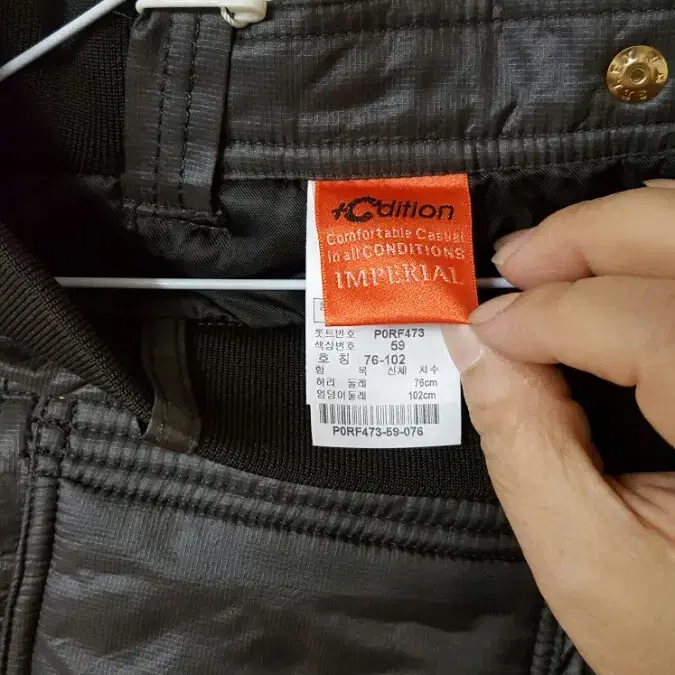 +C'dition
Comfortable Casual
in all CONDITIONS
IMPERIAL
로트번호 P0RF473
색상번호 59
호 칭 76-102
항 목 신체 치수
허리 둘레 76cm
엉덩이둘레 102cm
P0RF473-59-076